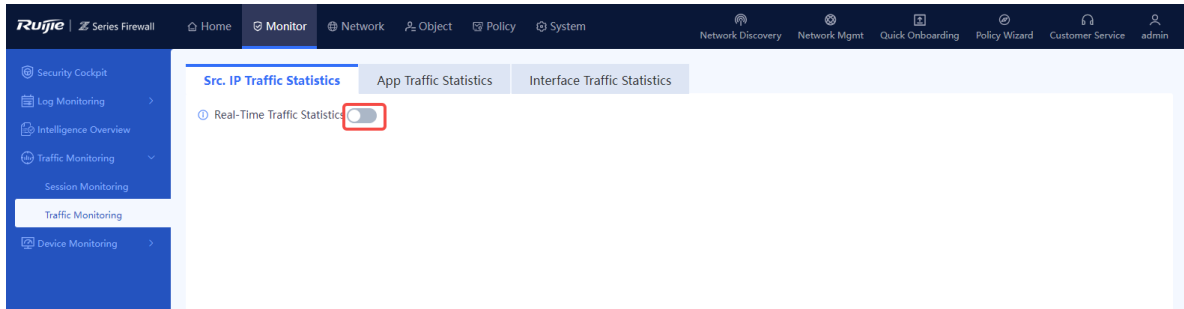 Ruijie | Z Series Firewall
Home
Monitor
Network
Object
Policy
System
Network Discovery
Network Mgmt
Quick Onboarding
Policy Wizard
Customer Service
admin
Security Cockpit
Log Monitoring
Intelligence Overview
Traffic Monitoring
Session Monitoring
Traffic Monitoring
Device Monitoring
Src. IP Traffic Statistics
App Traffic Statistics
Interface Traffic Statistics
Real-Time Traffic Statistics